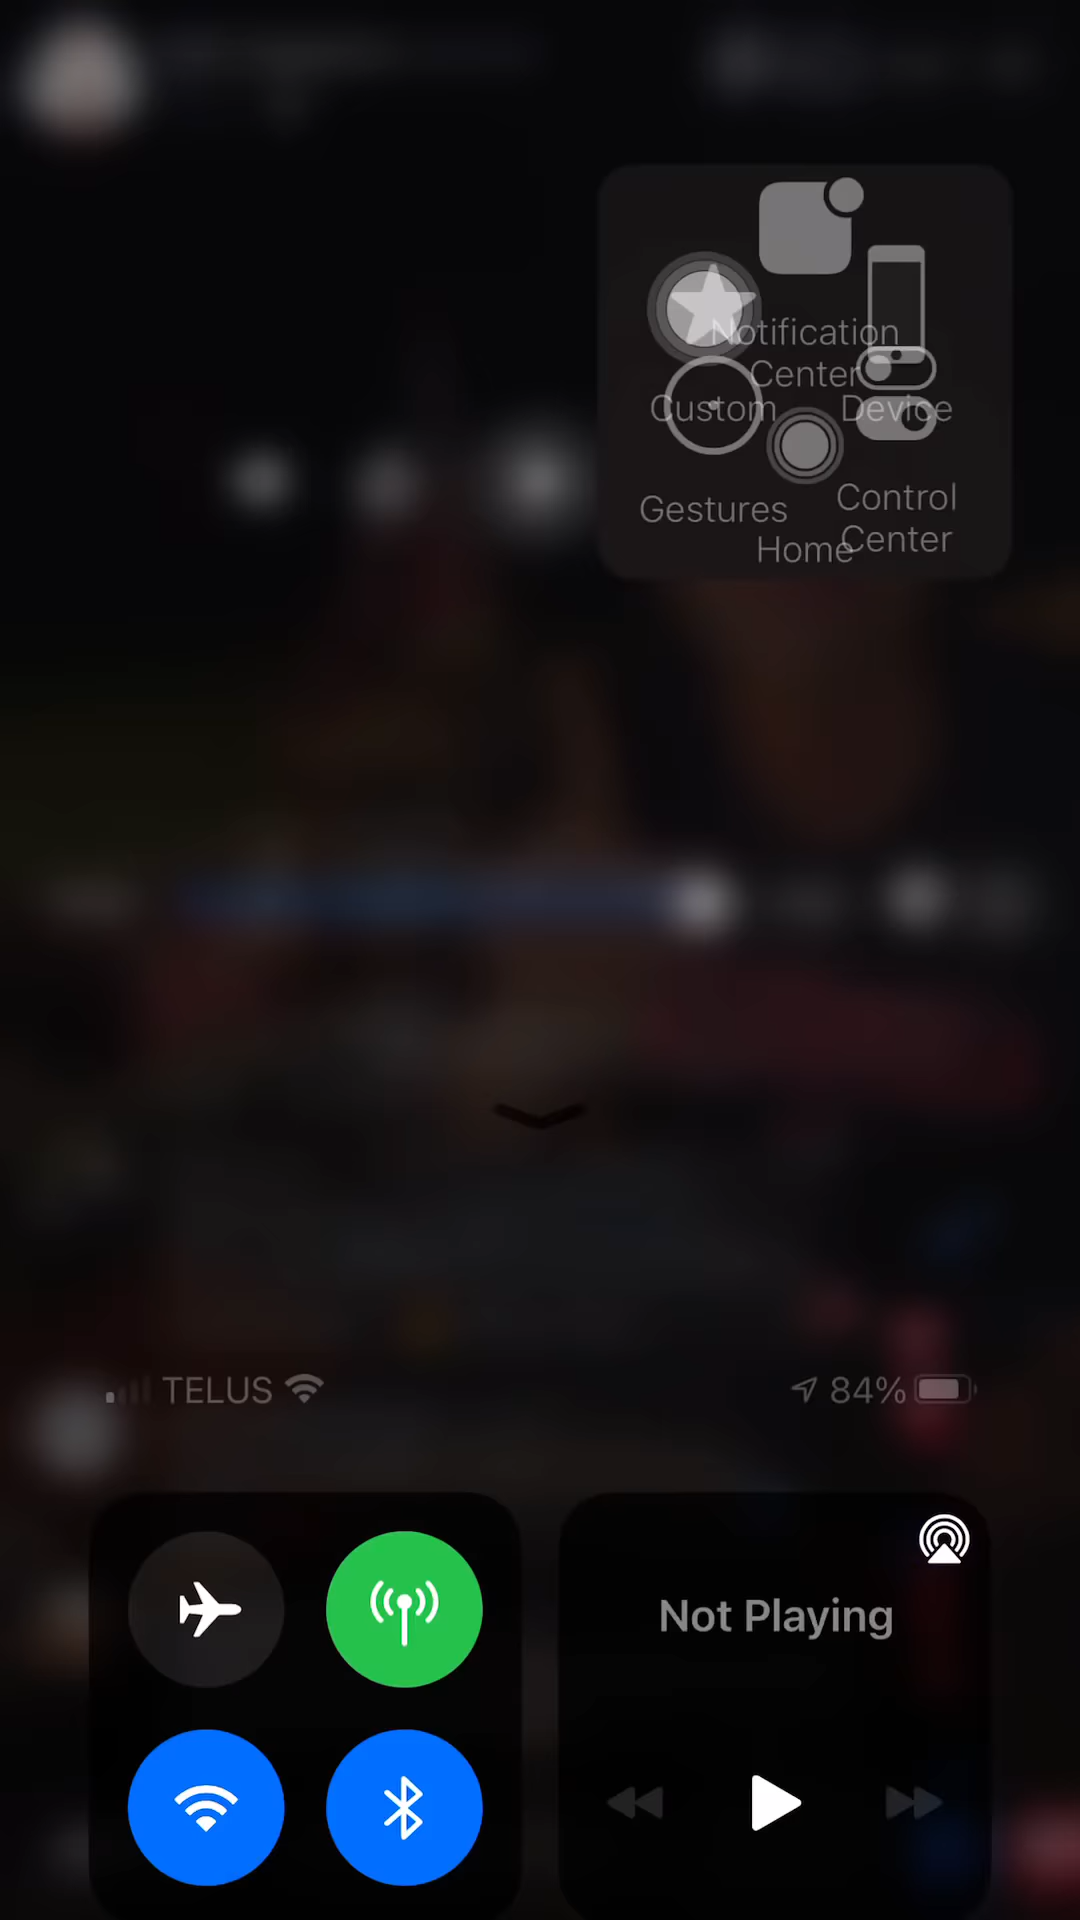 Notification
Center
Custom
Device
Gestures
Control
Center
Home
TELUS
84%
Not Playing